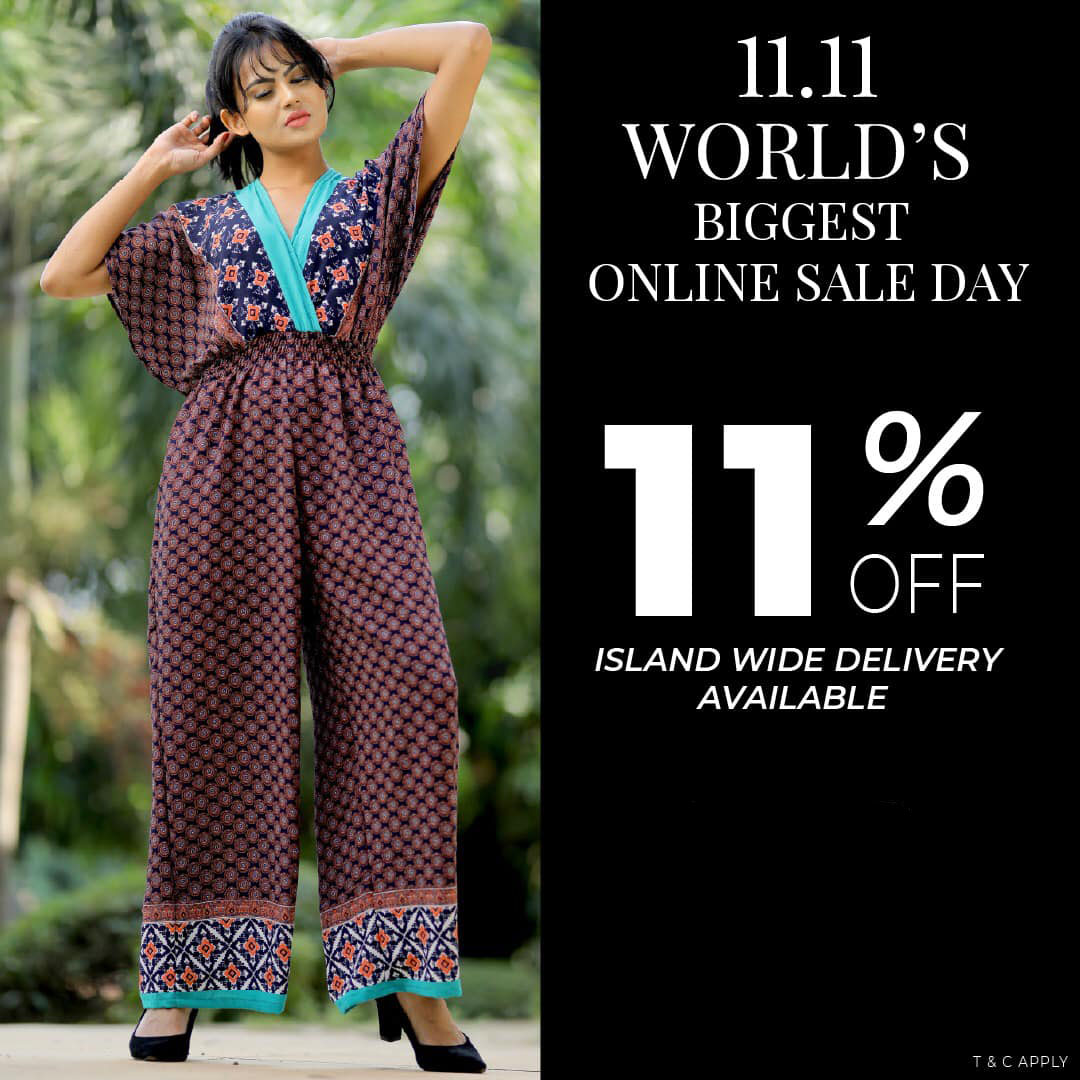 11.11
WORLD'S
BIGGEST
ONLINE SALE DAY
11%
OFF
ISLAND WIDE DELIVERY
AVAILABLE
T & C APPLY